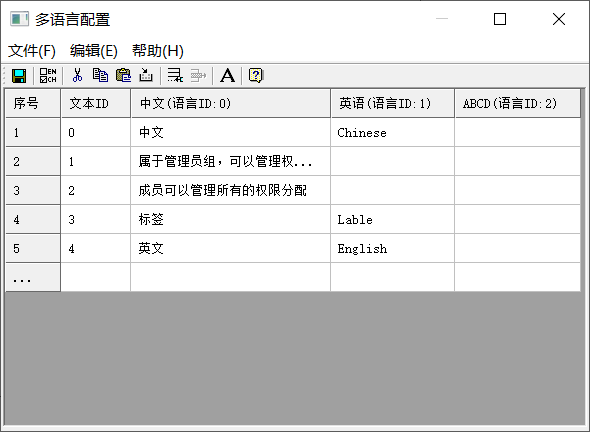 多语言配置
文件(F) 编辑(E) 帮助(H)
EN CH A ?
序号 文本ID 中文(语言ID:0) 英语(语言ID:1) ABCD(语言ID:2)
1 0 中文 Chinese
2 1 属于管理员组，可以管理权...
3 2 成员可以管理所有的权限分配
4 3 标签 Lable
5 4 英文 English
...